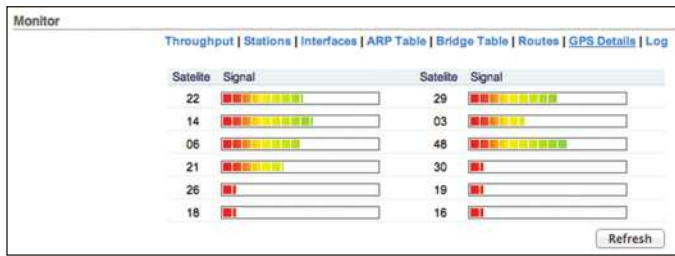 Monitor
Throughput | Stations | Interfaces | ARP Table | Bridge Table | Routes | GPS Details | Log
Satelite Signal Satelite Signal
22 29
14 03
06 48
21 30
26 19
18 16
Refresh